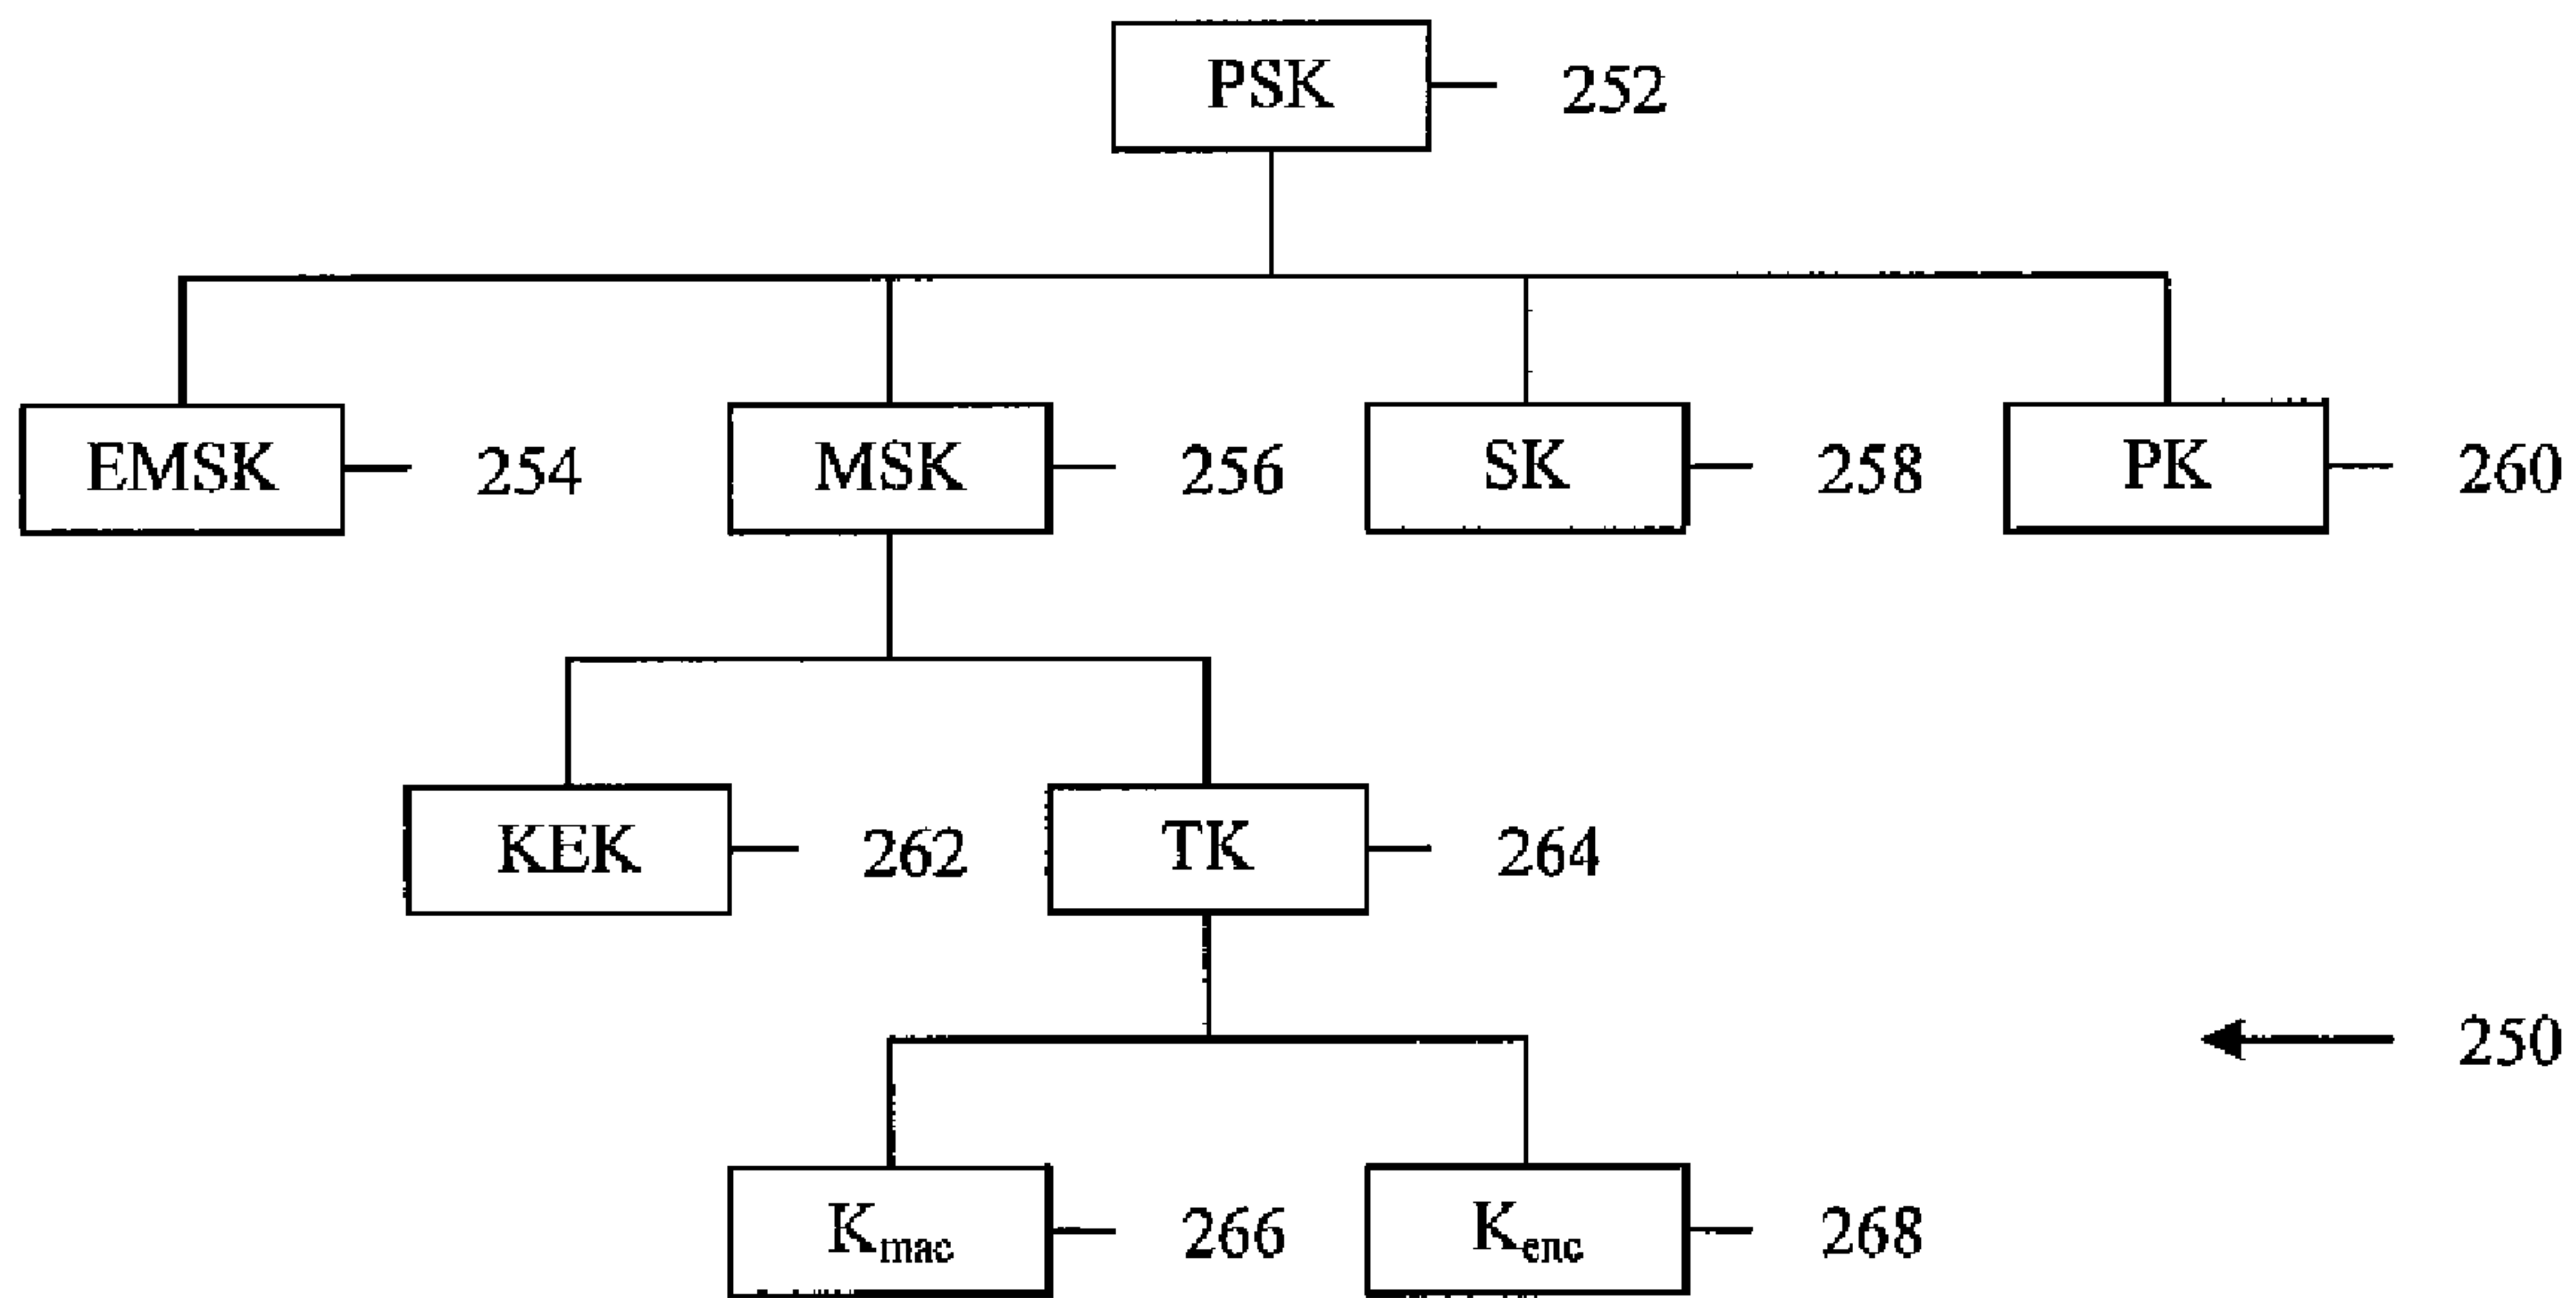 PSK 252
EMSK 254 MSK 256 SK 258 PK 260
KEK 262 TK 264
250
Kmac 266 Kenc 268